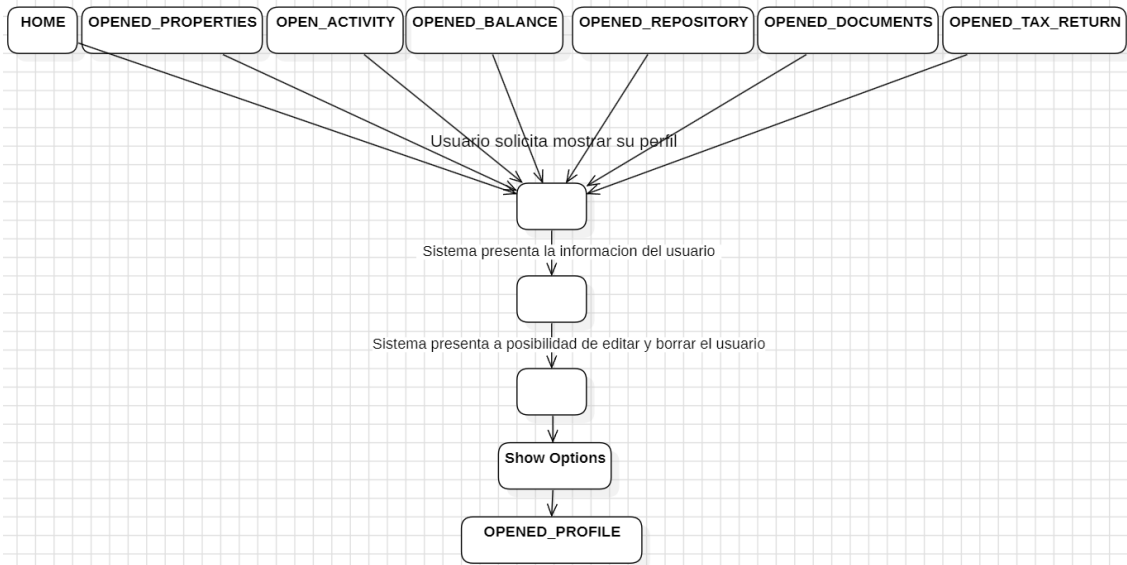 HOME
OPENED_PROPERTIES
OPEN_ACTIVITY
OPENED_BALANCE
OPENED_REPOSITORY
OPENED_DOCUMENTS
OPENED_TAX_RETURN
Usuario solicita mostrar su perfil
Sistema presenta la informacion del usuario
Sistema presenta a posibilidad de editar y borrar el usuario
Show Options
OPENED_PROFILE